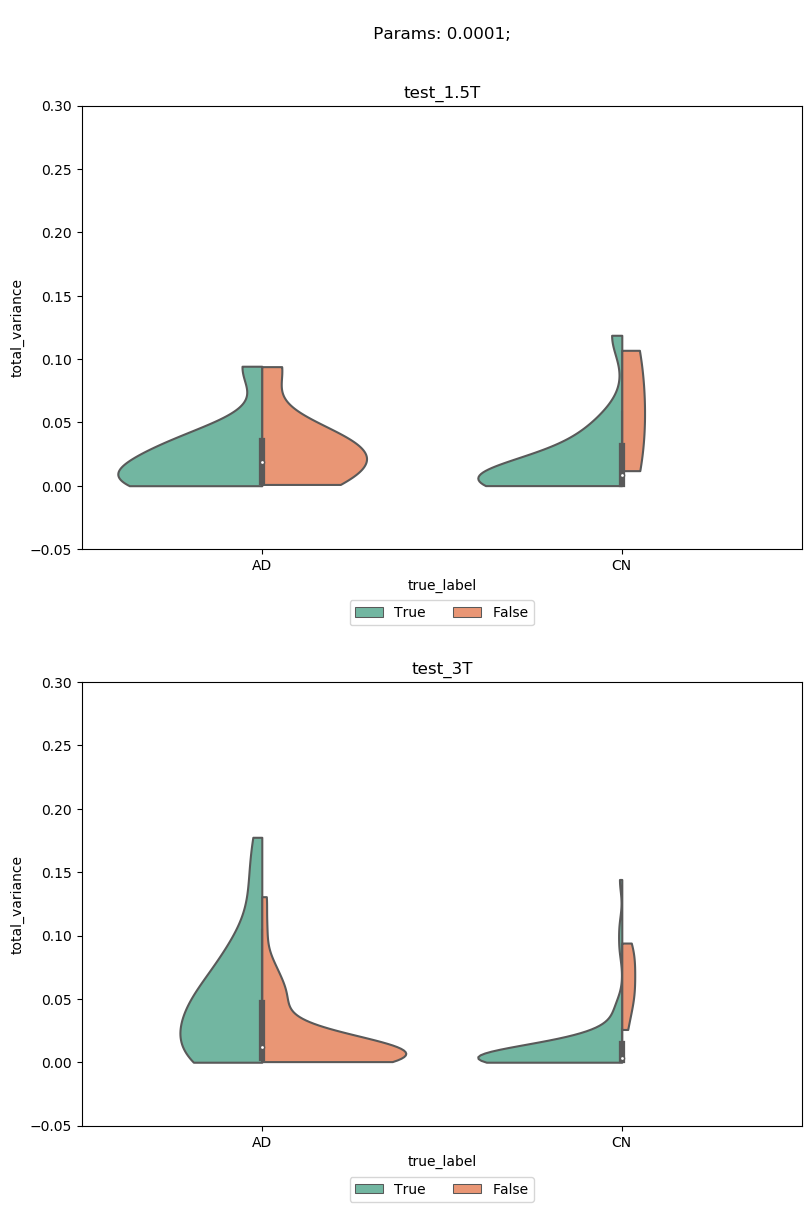 Params: 0.0001;
test_1.5T
0.30
0.25
0.20
0.15
0.10
0.05
0.00
−0.05
total_variance
AD CN
true_label
True False
test_3T
0.30
0.25
0.20
0.15
0.10
0.05
0.00
−0.05
total_variance
AD CN
true_label
True False